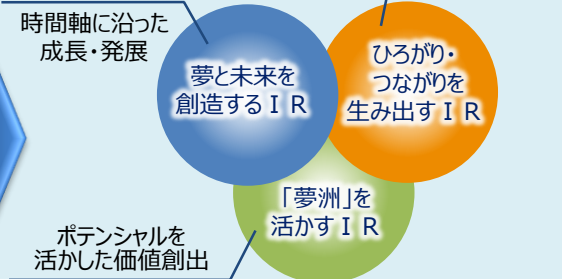 時間軸に沿った
成長・発展
夢と未来を
創造するＩＲ
ひろがり・
つながりを
生み出すＩＲ
「夢洲」を
活かすＩＲ
ポテンシャルを
活かした価値創出